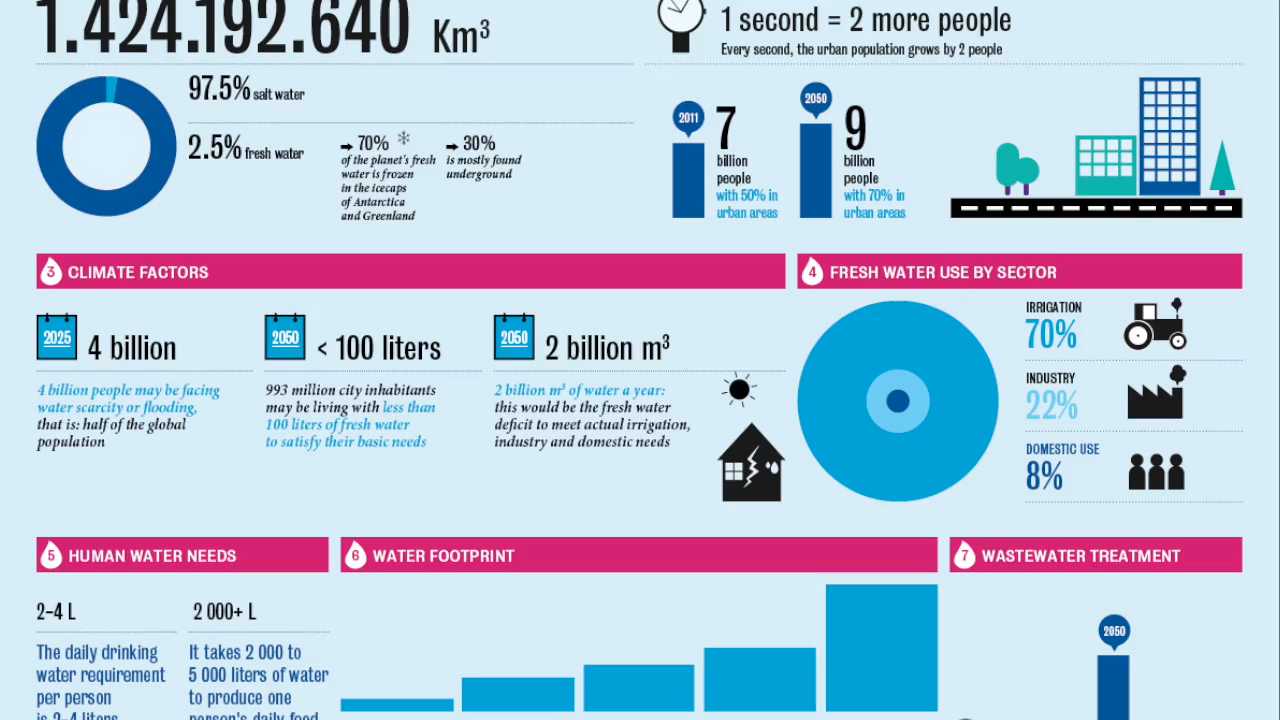 1.424.192.640 Km³
1 second = 2 more people
Every second, the urban population grows by 2 people
97.5% salt water
2.5% fresh water
➡ 70%
of the planet's fresh
water is frozen
in the icecaps
of Antarctica
and Greenland
➡ 30%
is mostly found
underground
2011
7
billion
people
with 50% in
urban areas
2050
9
billion
people
with 70% in
urban areas
3 CLIMATE FACTORS
2025
4 billion
4 billion people may be facing
water scarcity or flooding,
that is: half of the global
population
2050
< 100 liters
993 million city inhabitants
may be living with less than
100 liters of fresh water
to satisfy their basic needs
2050
2 billion m³
2 billion m³ of water a year:
this would be the fresh water
deficit to meet actual irrigation,
industry and domestic needs
4 FRESH WATER USE BY SECTOR
IRRIGATION
70%
INDUSTRY
22%
DOMESTIC USE
8%
5 HUMAN WATER NEEDS
2–4 L
The daily drinking
water requirement
per person
is 2–4 liters
2 000+ L
It takes 2 000 to
5 000 liters of water
to produce one
person's daily food
6 WATER FOOTPRINT
7 WASTEWATER TREATMENT
2050